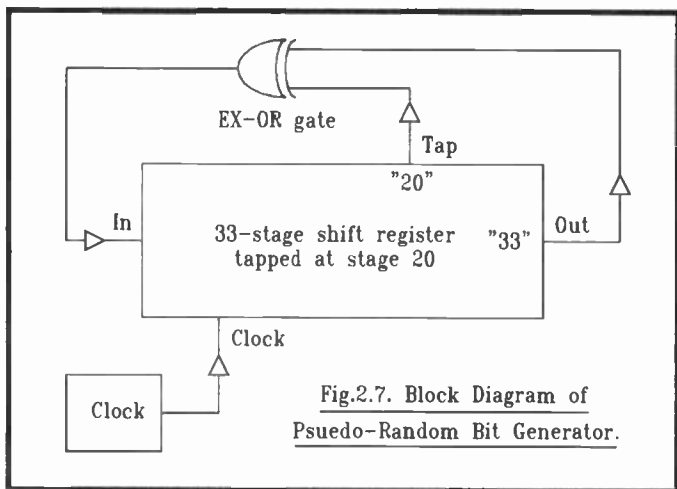 EX-OR gate
Tap
"20"
In
33-stage shift register
tapped at stage 20
"33"
Out
Clock
Clock
Fig.2.7. Block Diagram of
Psuedo-Random Bit Generator.